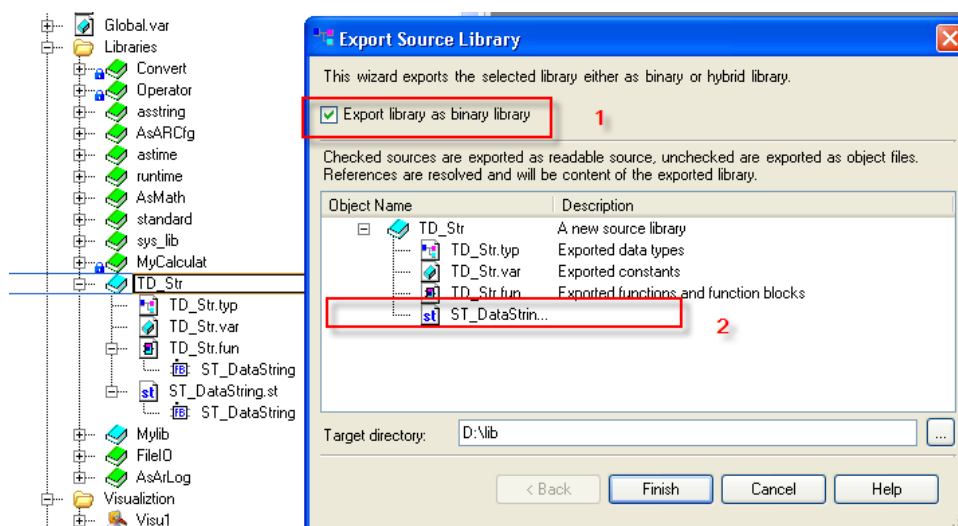 Global.var
Libraries
Convert
Operator
asstring
AsARCfg
astime
runtime
AsMath
standard
sys_lib
MyCalculat
TD_Str
TD_Str.typ
TD_Str.var
TD_Str.fun
ST_DataString
ST_DataString.st
ST_DataString
Mylib
FileIO
AsArLog
Visualiztion
Visu1
Export Source Library
This wizard exports the selected library either as binary or hybrid library.
Export library as binary library
1
Checked sources are exported as readable source, unchecked are exported as object files.
References are resolved and will be content of the exported library.
Object Name Description
TD_Str A new source library
TD_Str.typ Exported data types
TD_Str.var Exported constants
TD_Str.fun Exported functions and function blocks
ST_DataStrin...
2
Target directory: D:\lib ...
< Back Finish Cancel Help